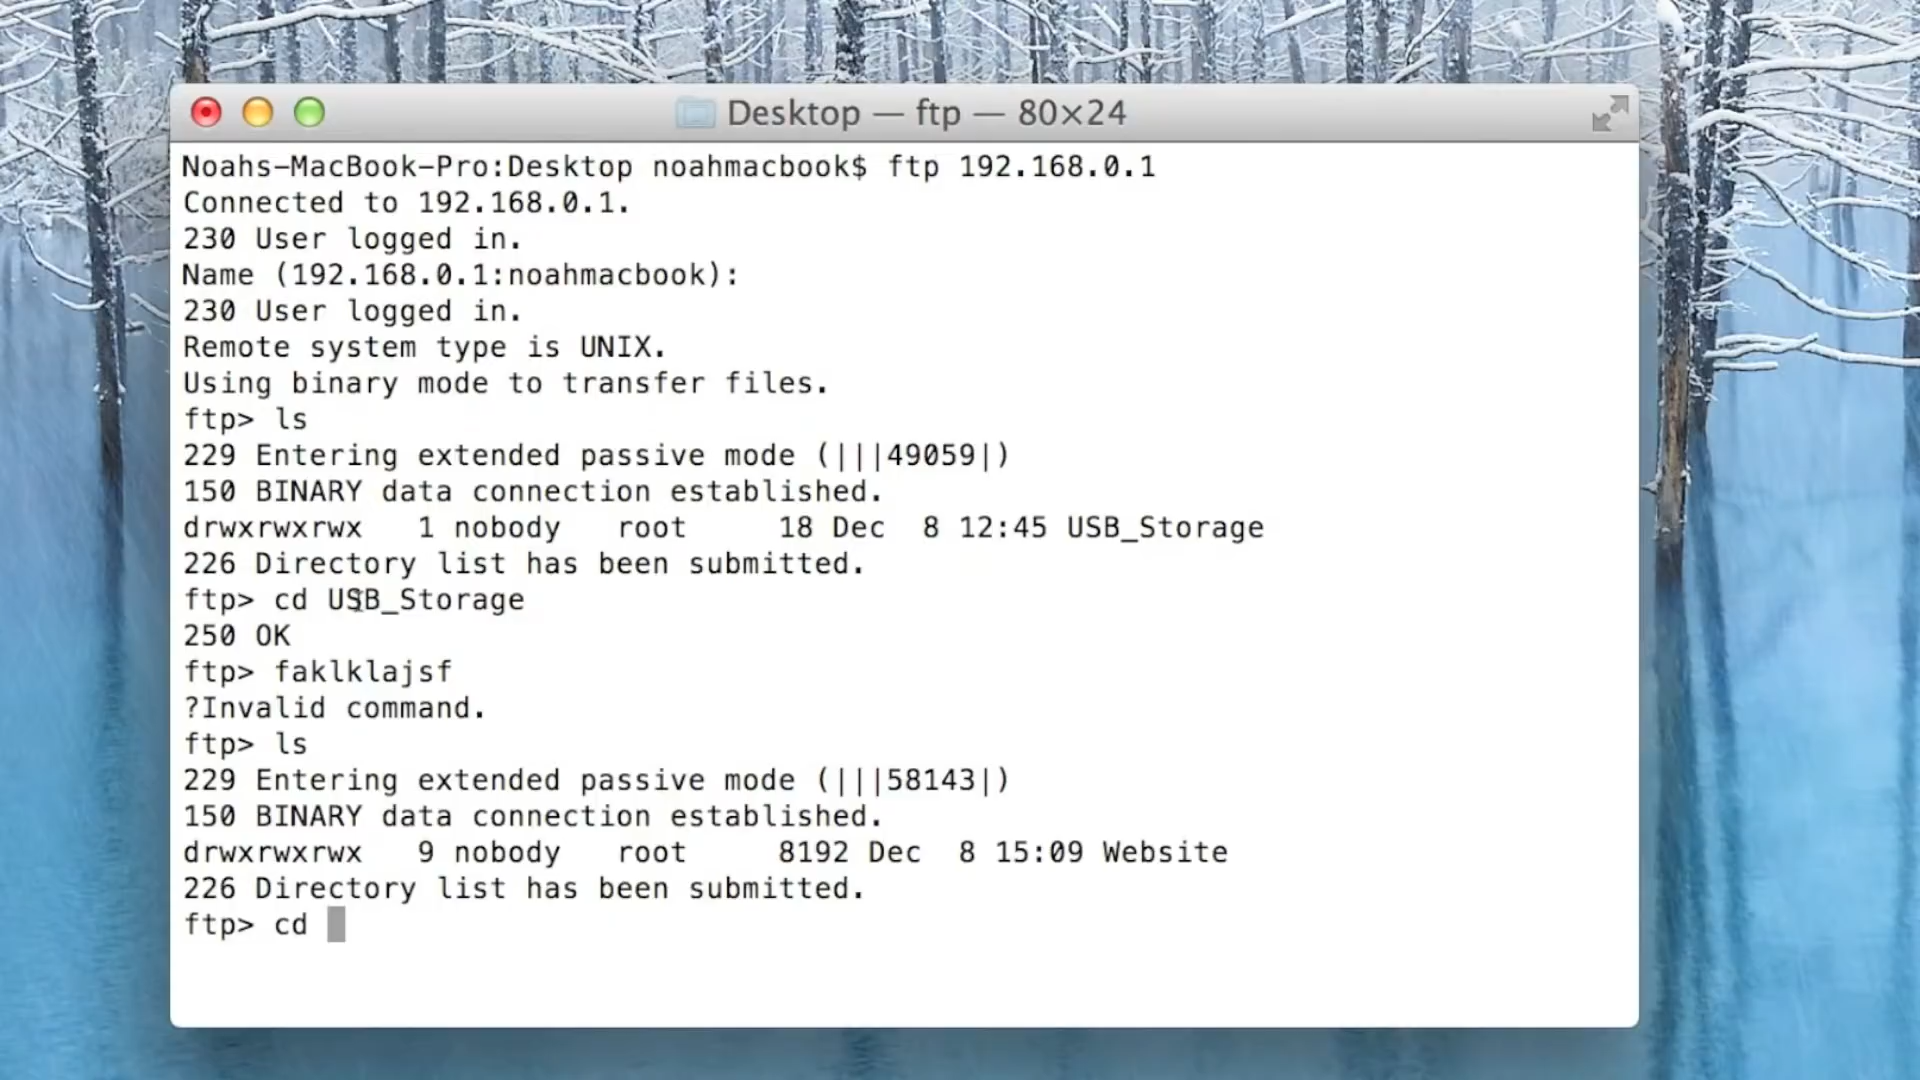 Desktop — ftp — 80×24
Noahs-MacBook-Pro:Desktop noahmacbook$ ftp 192.168.0.1
Connected to 192.168.0.1.
230 User logged in.
Name (192.168.0.1:noahmacbook):
230 User logged in.
Remote system type is UNIX.
Using binary mode to transfer files.
ftp> ls
229 Entering extended passive mode (|||49059|)
150 BINARY data connection established.
drwxrwxrwx   1 nobody   root     18 Dec  8 12:45 USB_Storage
226 Directory list has been submitted.
ftp> cd USB_Storage
250 OK
ftp> faklklajsf
?Invalid command.
ftp> ls
229 Entering extended passive mode (|||58143|)
150 BINARY data connection established.
drwxrwxrwx   9 nobody   root     8192 Dec  8 15:09 Website
226 Directory list has been submitted.
ftp> cd